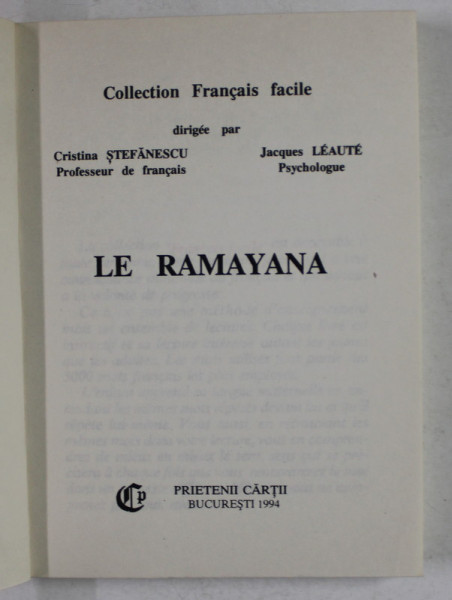 Collection Français facile
dirigée par
Cristina ŞTEFĂNESCU
Professeur de français
Jacques LÉAUTÉ
Psychologue
LE RAMAYANA
Cp
PRIETENII CĂRŢII
BUCUREŞTI 1994